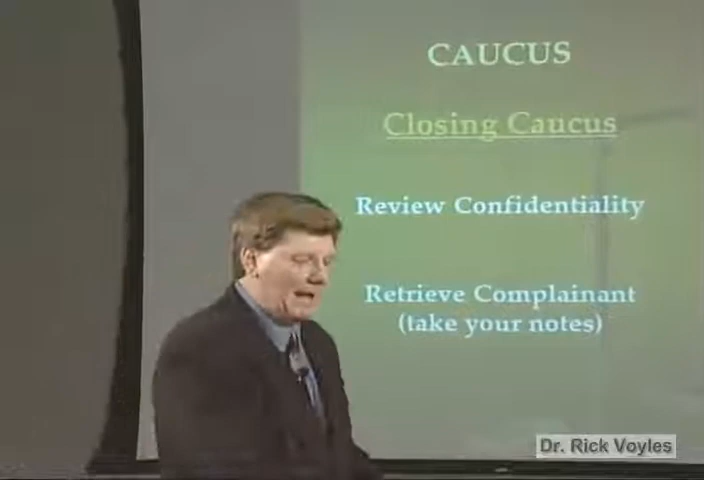 CAUCUS
Closing Caucus
Review Confidentiality
Retrieve Complainant
(take your notes)
Dr. Rick Voyles